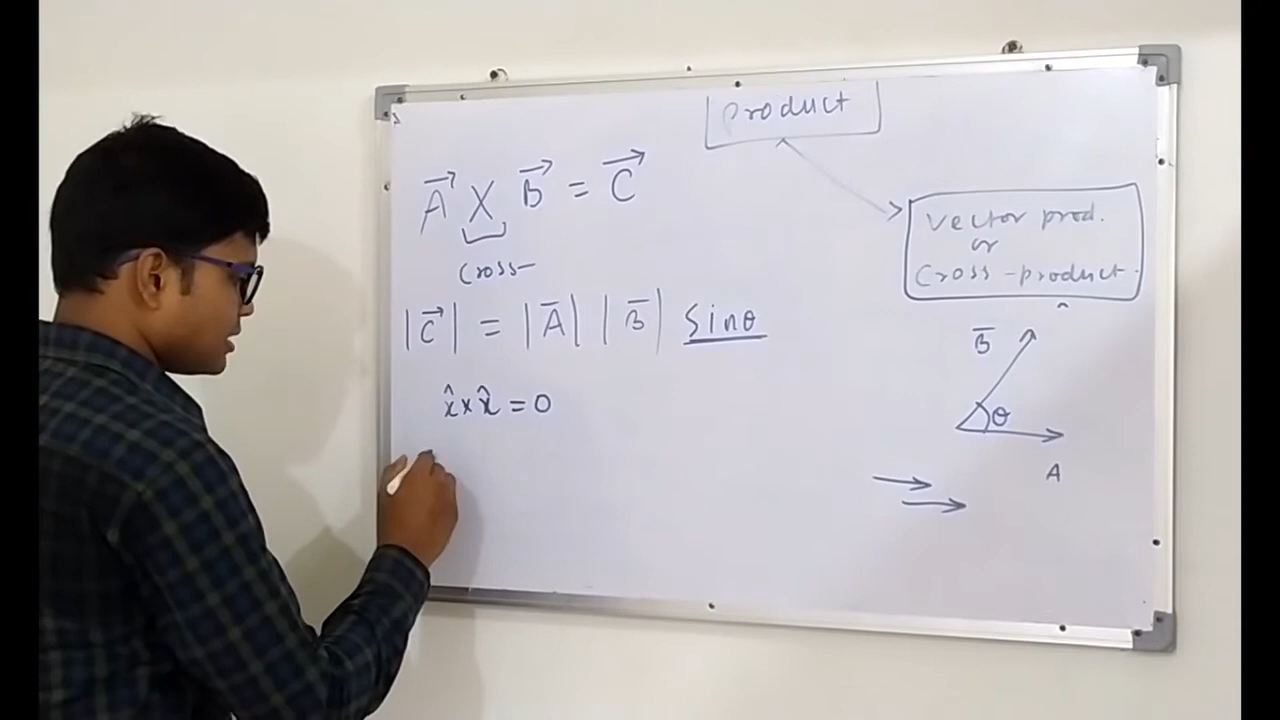 Product
A⃗ X B⃗ = C⃗
Cross-
Vector prod.
or
Cross-product.
|C⃗| = |A̅| |B̅| Sinθ
x̂ × x̂ = 0
B̅
θ
A